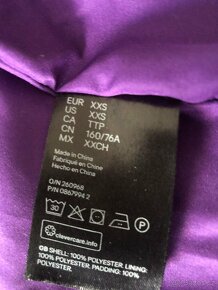 EUR XXS
US XXS
CA TTP
CN 160/76A
MX XXCH
Made in China
Fabriqué en Chine
Hecho en China
O/N 260968
P/N 0867994 2
clevercare.info
GB SHELL: 100% POLYESTER. LINING:
100% POLYESTER. PADDING: 100%
POLYESTER